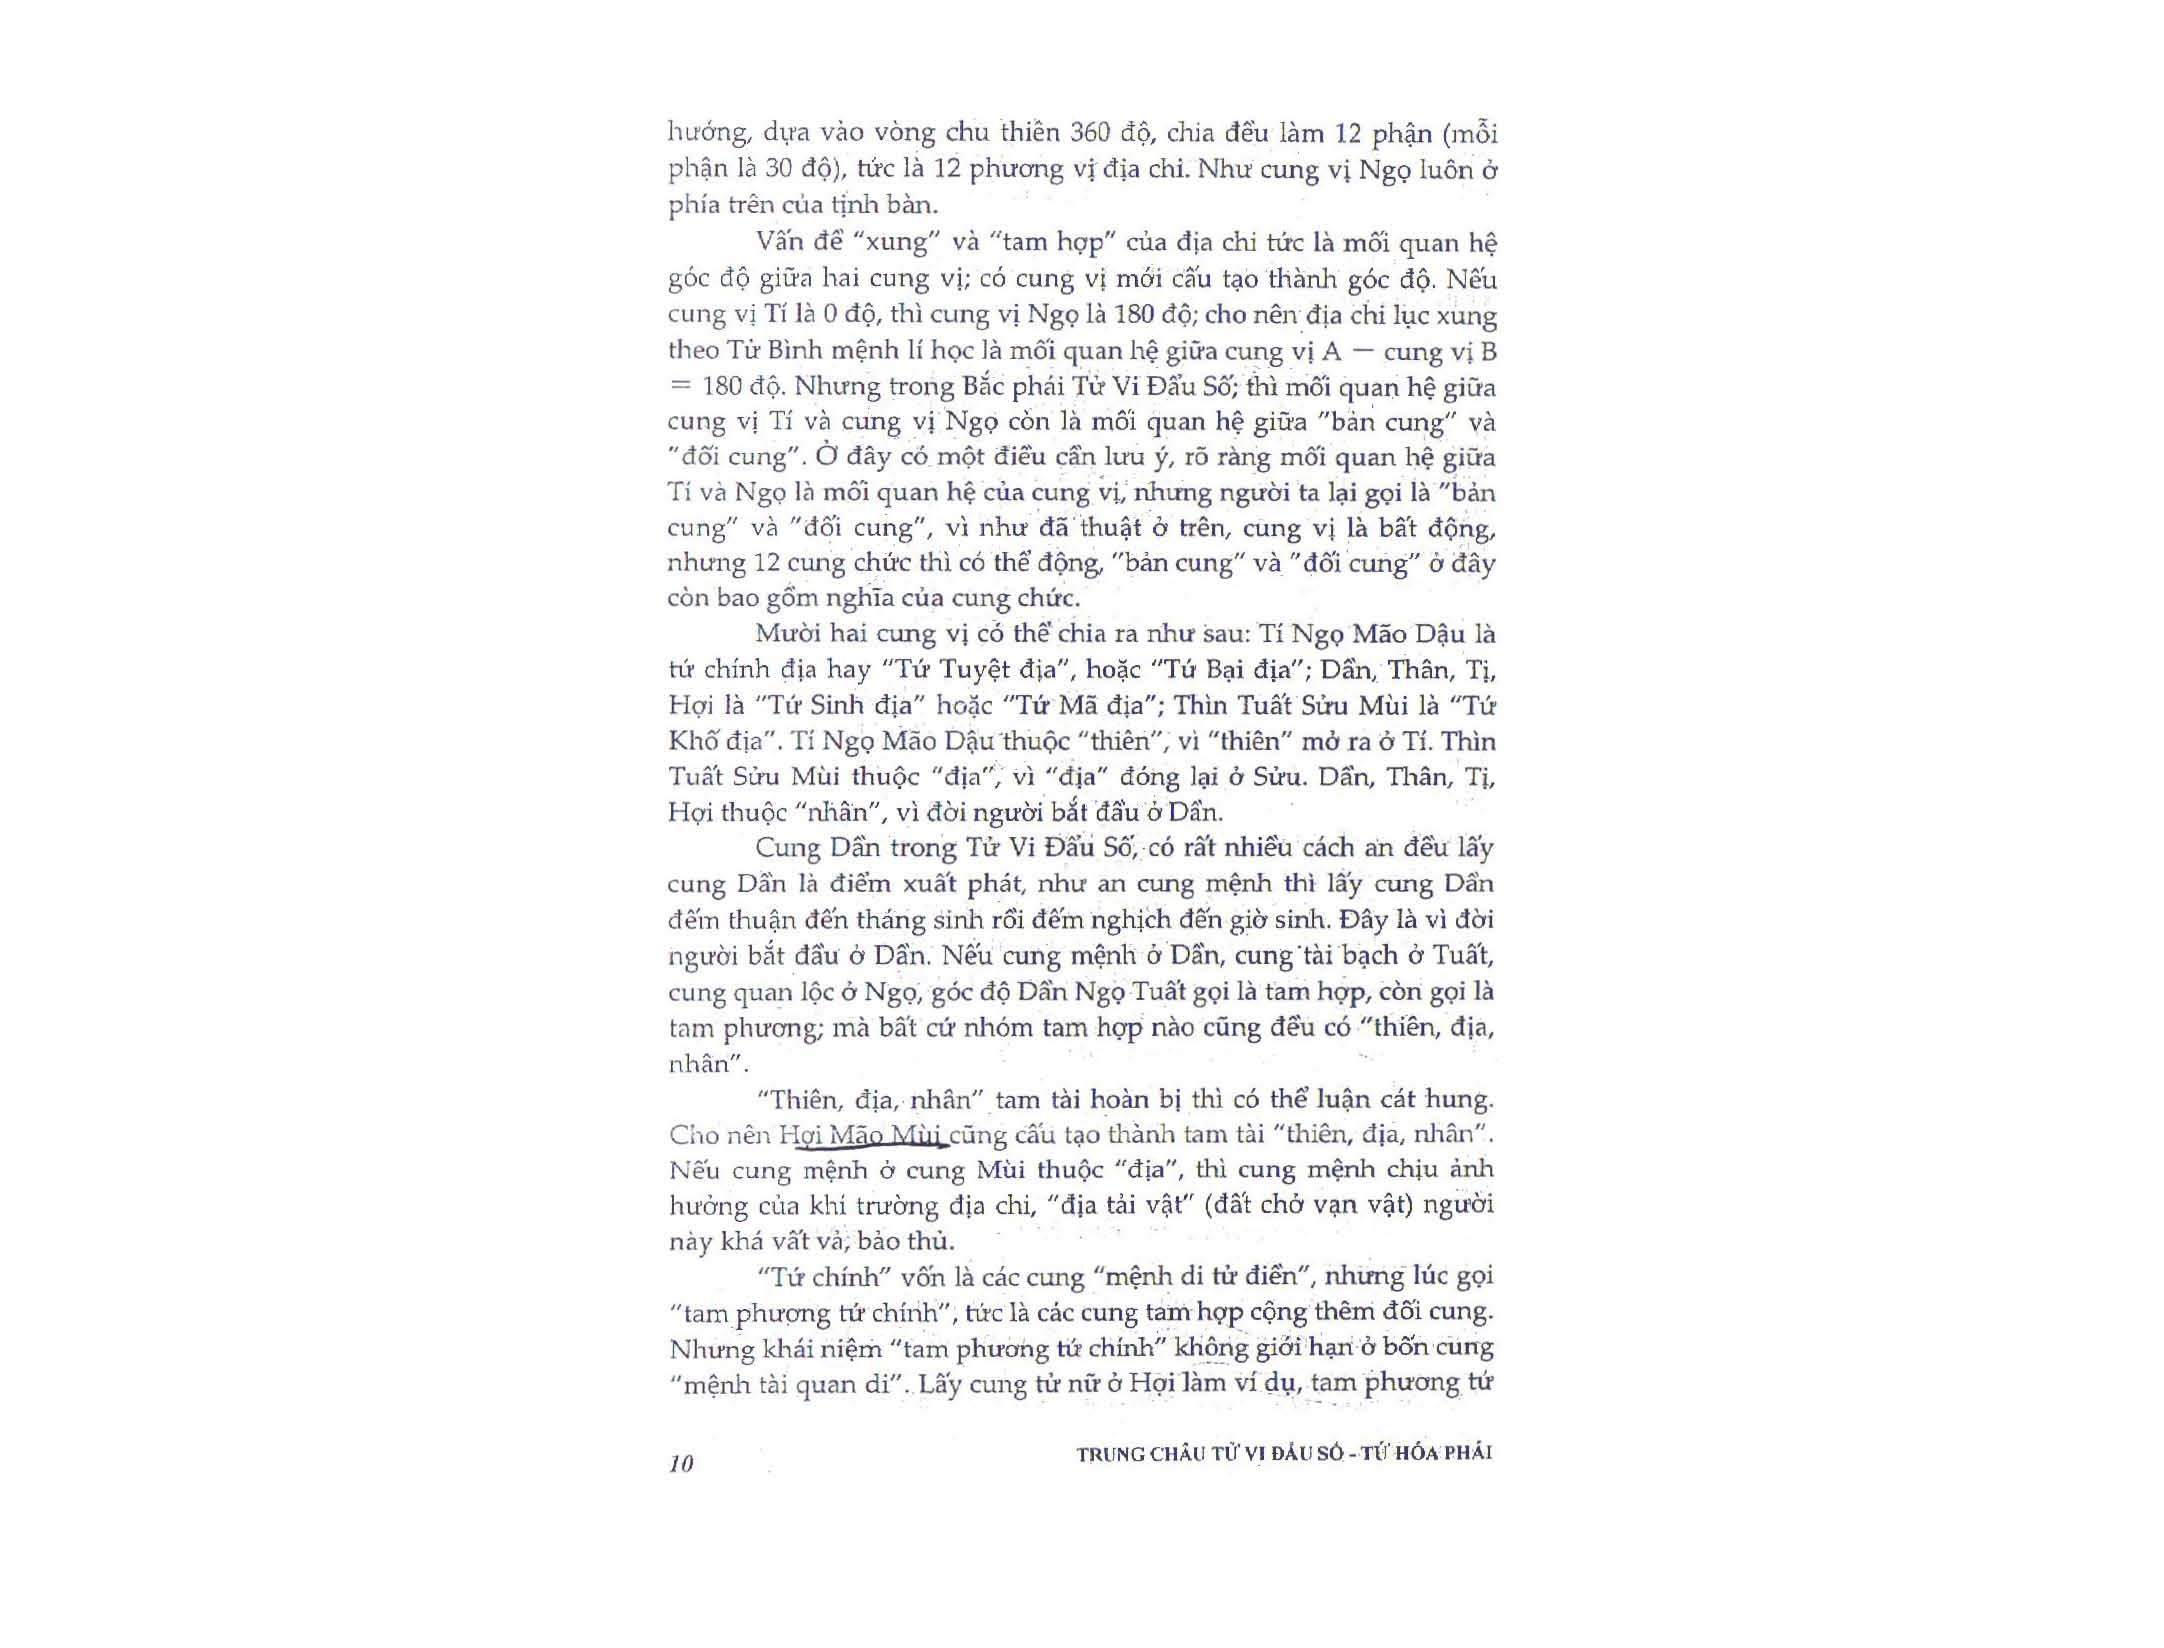 hướng, dựa vào vòng chu thiên 360 độ, chia đều làm 12 phận (mỗi
phận là 30 độ), tức là 12 phương vị địa chi. Như cung vị Ngọ luôn ở
phía trên của tịnh bàn.
Vấn đề "xung" và "tam hợp" của địa chi tức là mối quan hệ
góc độ giữa hai cung vị; có cung vị mới cấu tạo thành góc độ. Nếu
cung vị Tí là 0 độ, thì cung vị Ngọ là 180 độ; cho nên địa chi lục xung
theo Tử Bình mệnh lí học là mối quan hệ giữa cung vị A — cung vị B
= 180 độ. Nhưng trong Bắc phái Tử Vi Đẩu Số; thì mối quan hệ giữa
cung vị Tí và cung vị Ngọ còn là mối quan hệ giữa "bản cung" và
"đối cung". Ở đây có một điều cần lưu ý, rõ ràng mối quan hệ giữa
Tí và Ngọ là mối quan hệ của cung vị, nhưng người ta lại gọi là "bản
cung" và "đối cung", vì như đã thuật ở trên, cung vị là bất động,
nhưng 12 cung chức thì có thể động, "bản cung" và "đối cung" ở đây
còn bao gồm nghĩa của cung chức.
Mười hai cung vị có thể chia ra như sau: Tí Ngọ Mão Dậu là
tứ chính địa hay "Tứ Tuyệt địa", hoặc "Tứ Bại địa"; Dần, Thân, Tị,
Hợi là "Tứ Sinh địa" hoặc "Tứ Mã địa"; Thìn Tuất Sửu Mùi là "Tứ
Khố địa". Tí Ngọ Mão Dậu thuộc "thiên", vì "thiên" mở ra ở Tí. Thìn
Tuất Sửu Mùi thuộc "địa", vì "địa" đóng lại ở Sửu. Dần, Thân, Tị,
Hợi thuộc "nhân", vì đời người bắt đầu ở Dần.
Cung Dần trong Tử Vi Đẩu Số, có rất nhiều cách an đều lấy
cung Dần là điểm xuất phát, như an cung mệnh thì lấy cung Dần
đếm thuận đến tháng sinh rồi đếm nghịch đến giờ sinh. Đây là vì đời
người bắt đầu ở Dần. Nếu cung mệnh ở Dần, cung tài bạch ở Tuất,
cung quan lộc ở Ngọ, góc độ Dần Ngọ Tuất gọi là tam hợp, còn gọi là
tam phương; mà bất cứ nhóm tam hợp nào cũng đều có "thiên, địa,
nhân".
"Thiên, địa, nhân" tam tài hoàn bị thì có thể luận cát hung.
Cho nên Hợi Mão Mùi cũng cấu tạo thành tam tài "thiên, địa, nhân".
Nếu cung mệnh ở cung Mùi thuộc "địa", thì cung mệnh chịu ảnh
hưởng của khí trường địa chi, "địa tải vật" (đất chở vạn vật) người
này khá vất vả, bảo thủ.
"Tứ chính" vốn là các cung "mệnh di tử điền", nhưng lúc gọi
"tam phương tứ chính", tức là các cung tam hợp cộng thêm đối cung.
Nhưng khái niệm "tam phương tứ chính" không giới hạn ở bốn cung
"mệnh tài quan di". Lấy cung tử nữ ở Hợi làm ví dụ, tam phương tứ
10
TRUNG CHÂU TỬ VI ĐẨU SỐ - TỨ HÓA PHÁI